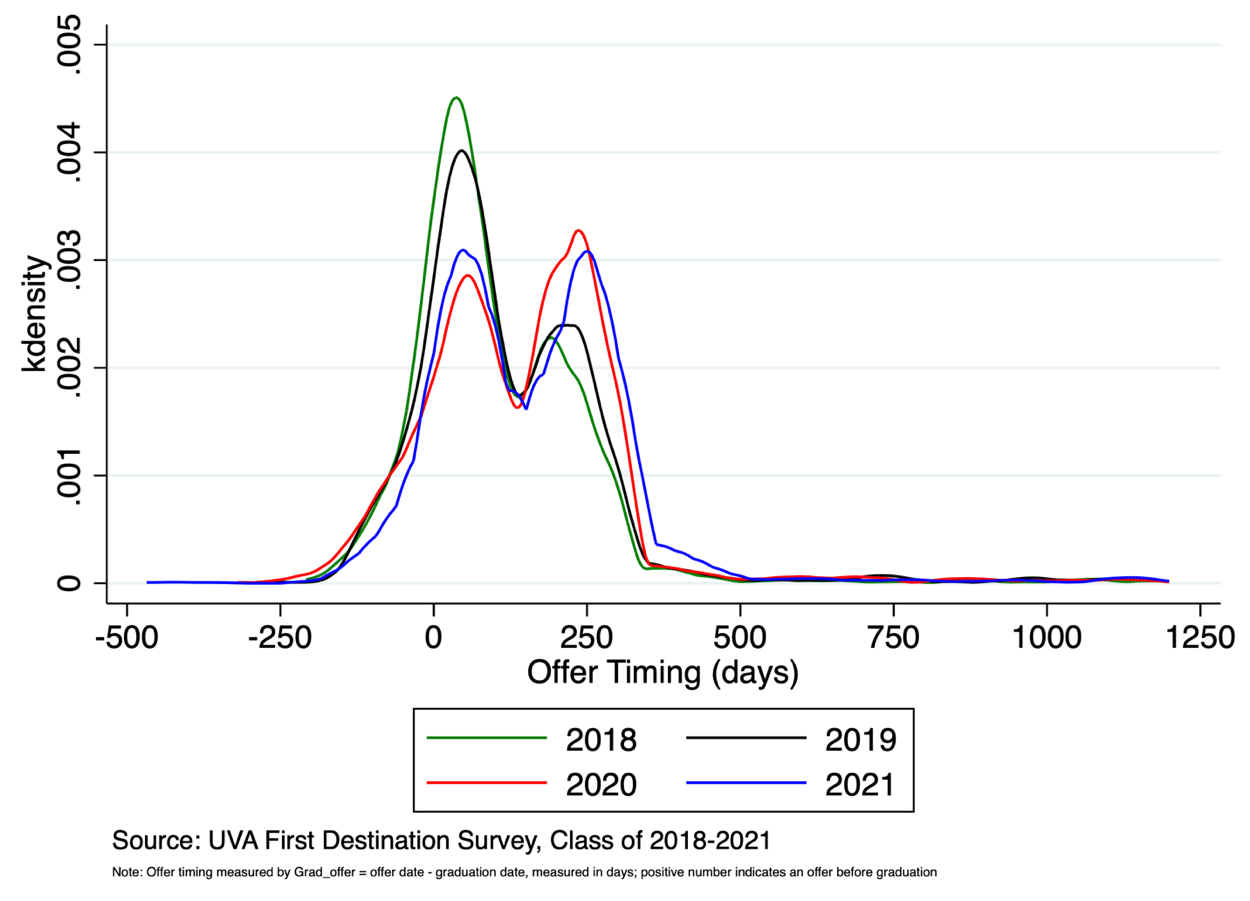 .005
.004
.003
.002
.001
0
kdensity
-500 -250 0 250 500 750 1000 1250
Offer Timing (days)
2018 2019
2020 2021
Source: UVA First Destination Survey, Class of 2018-2021
Note: Offer timing measured by Grad_offer = offer date - graduation date, measured in days; positive number indicates an offer before graduation